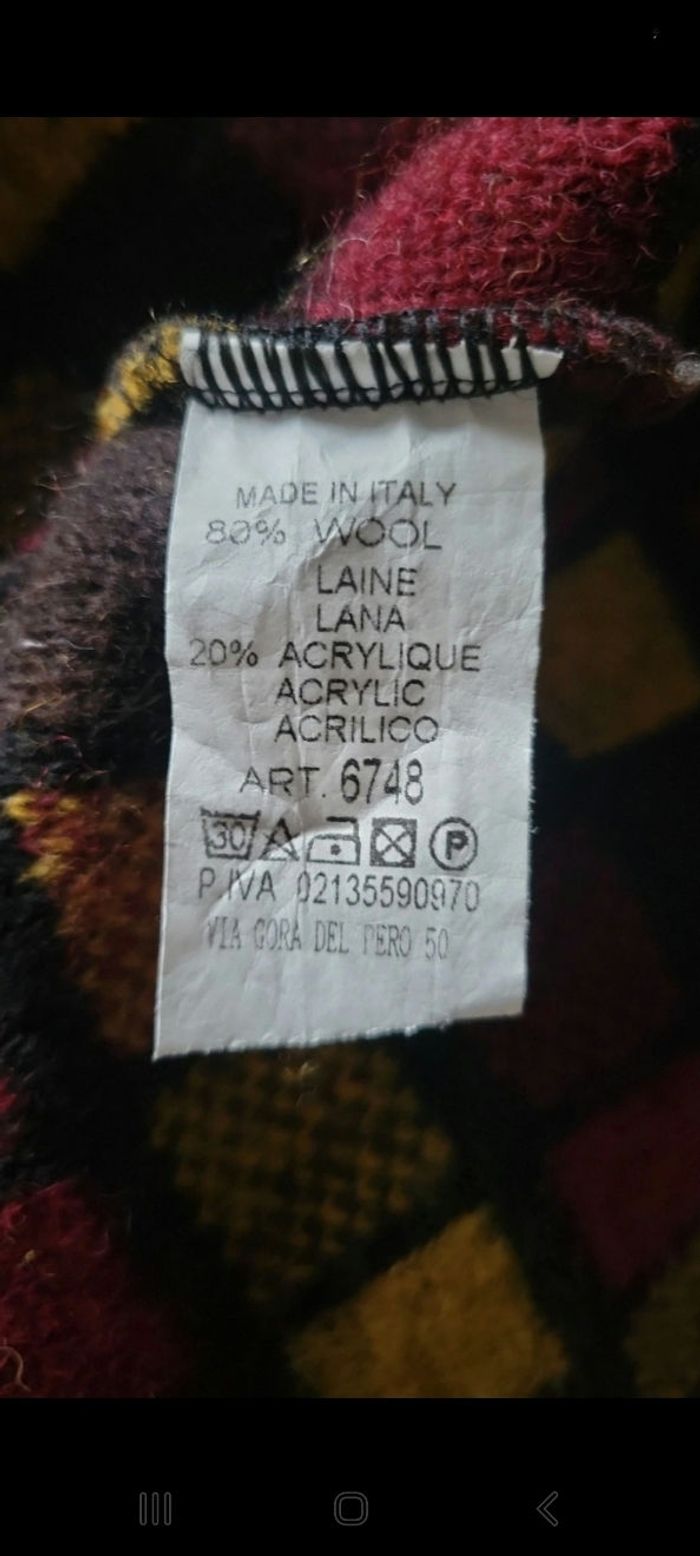 MADE IN ITALY
80% WOOL
LAINE
LANA
20% ACRYLIQUE
ACRYLIC
ACRILICO
ART. 6748
30 P
P.IVA 02135590970
VIA GORA DEL PERO 50